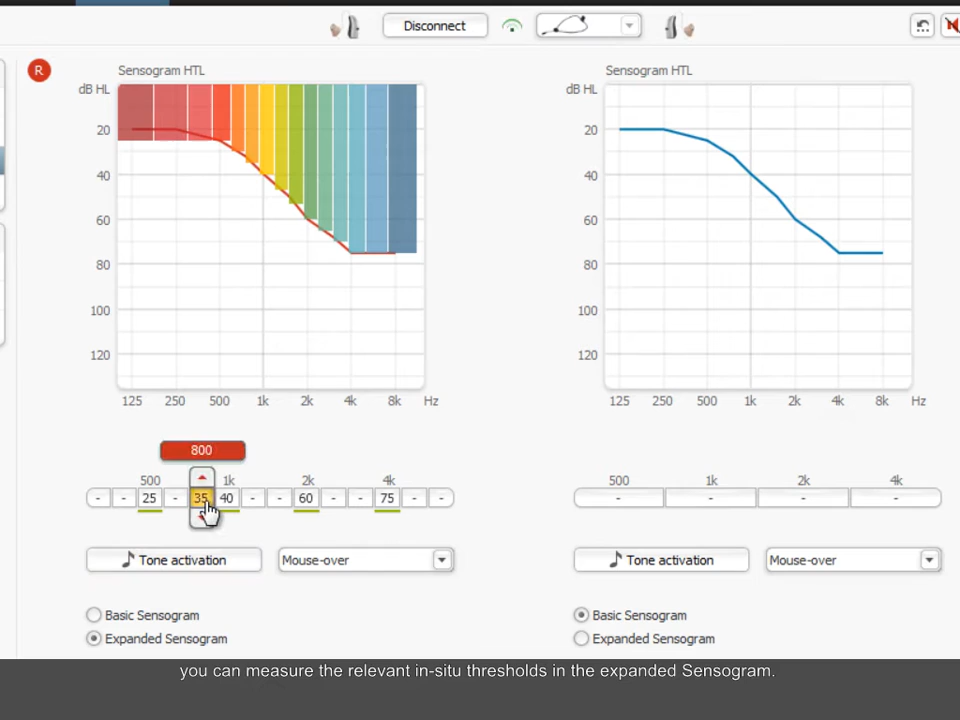 Disconnect
R
Sensogram HTL
dB HL
20
40
60
80
100
120
125 250 500 1k 2k 4k 8k Hz
800
500 1k 2k 4k
- - 25 - 35 40 - - 60 - - 75 - -
Tone activation
Mouse-over
Basic Sensogram
Expanded Sensogram
Sensogram HTL
dB HL
20
40
60
80
100
120
125 250 500 1k 2k 4k 8k Hz
500 1k 2k 4k
- - - -
Tone activation
Mouse-over
Basic Sensogram
Expanded Sensogram
you can measure the relevant in-situ thresholds in the expanded Sensogram.